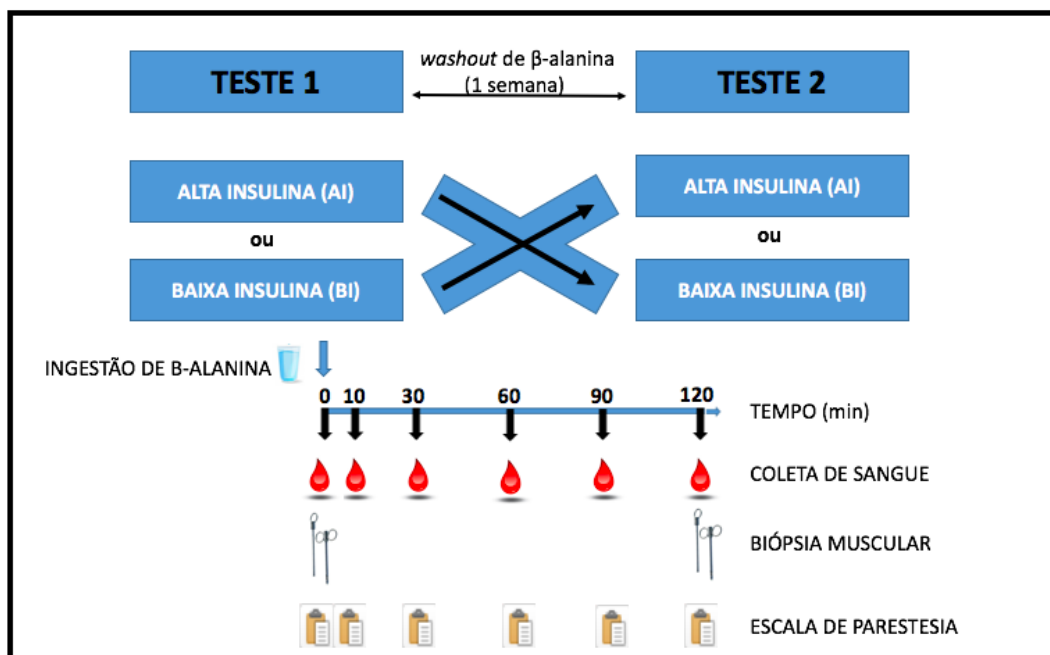 TESTE 1
washout de β-alanina
(1 semana)
TESTE 2
ALTA INSULINA (AI)
ou
BAIXA INSULINA (BI)
ALTA INSULINA (AI)
ou
BAIXA INSULINA (BI)
INGESTÃO DE B-ALANINA
0 10 30 60 90 120
TEMPO (min)
COLETA DE SANGUE
BIÓPSIA MUSCULAR
ESCALA DE PARESTESIA